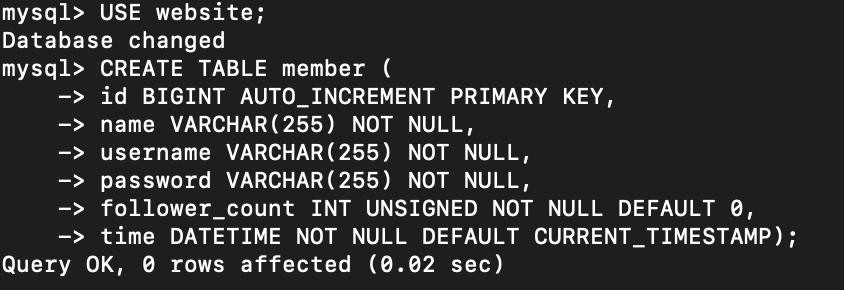 mysql> USE website;
Database changed
mysql> CREATE TABLE member (
    -> id BIGINT AUTO_INCREMENT PRIMARY KEY,
    -> name VARCHAR(255) NOT NULL,
    -> username VARCHAR(255) NOT NULL,
    -> password VARCHAR(255) NOT NULL,
    -> follower_count INT UNSIGNED NOT NULL DEFAULT 0,
    -> time DATETIME NOT NULL DEFAULT CURRENT_TIMESTAMP);
Query OK, 0 rows affected (0.02 sec)